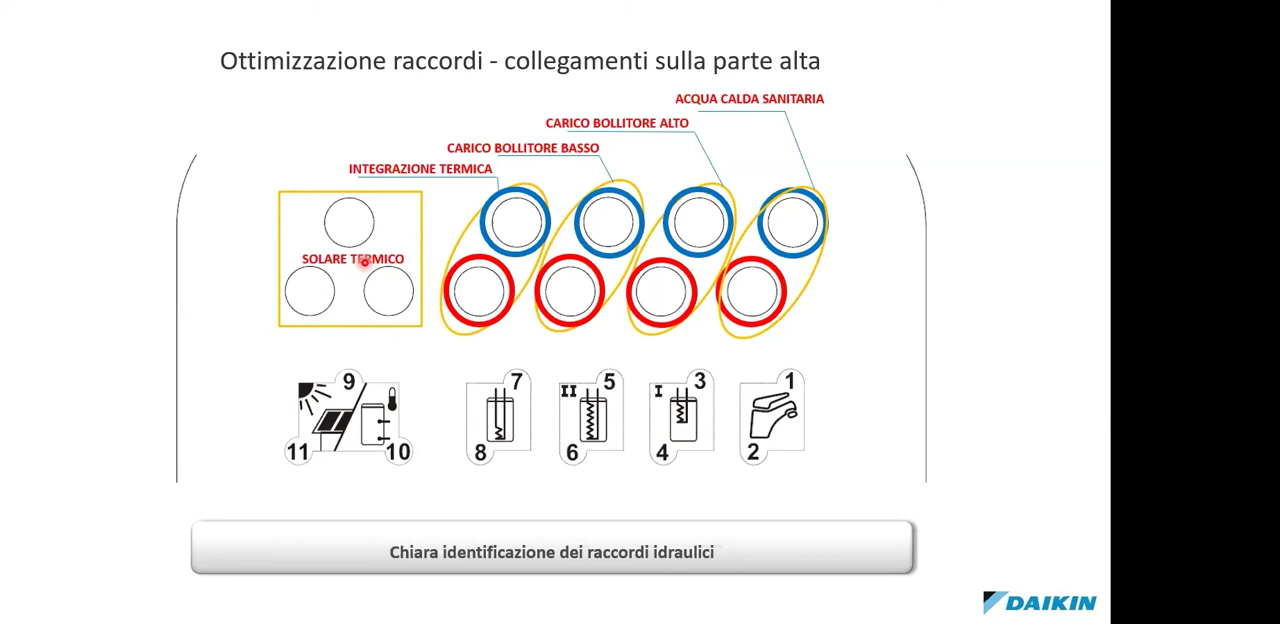 Ottimizzazione raccordi - collegamenti sulla parte alta
ACQUA CALDA SANITARIA
CARICO BOLLITORE ALTO
CARICO BOLLITORE BASSO
INTEGRAZIONE TERMICA
SOLARE TERMICO
9
7
5
3
1
II
I
11
10
8
6
4
2
Chiara identificazione dei raccordi idraulici
DAIKIN